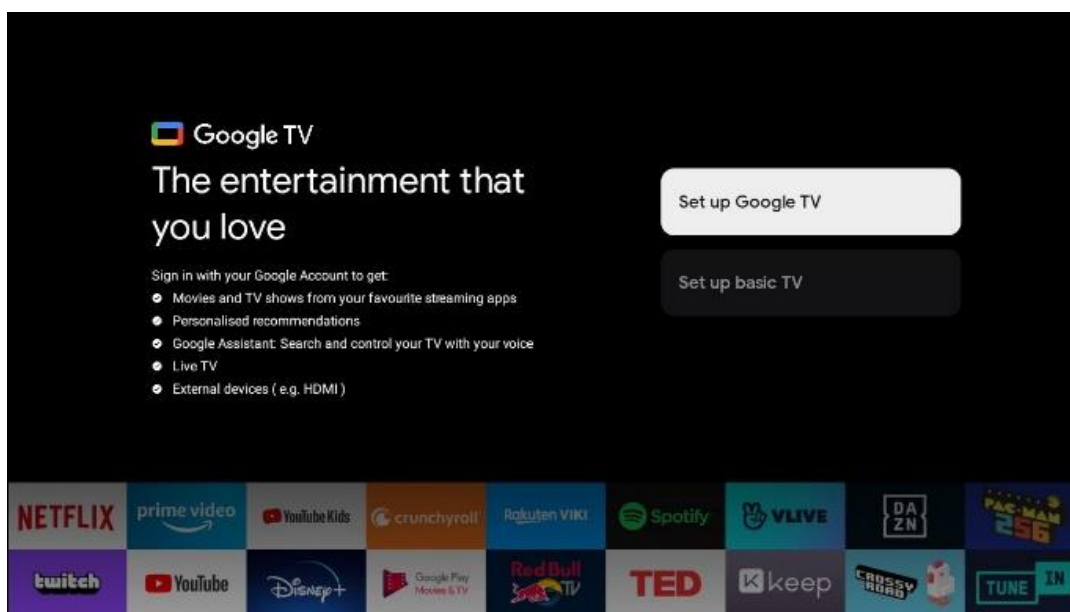 Google TV
The entertainment that
you love
Sign in with your Google Account to get:
Movies and TV shows from your favourite streaming apps
Personalised recommendations
Google Assistant: Search and control your TV with your voice
Live TV
External devices ( e.g. HDMI )
Set up Google TV
Set up basic TV
NETFLIX
prime video
YouTube Kids
crunchyroll
Rakuten VIKI
Spotify
VLIVE
DA
ZN
PAC-MAN
256
twitch
YouTube
Disney+
Google Play
Movies & TV
Red Bull
TV
TED
keep
CROSSY
ROAD
TUNE IN